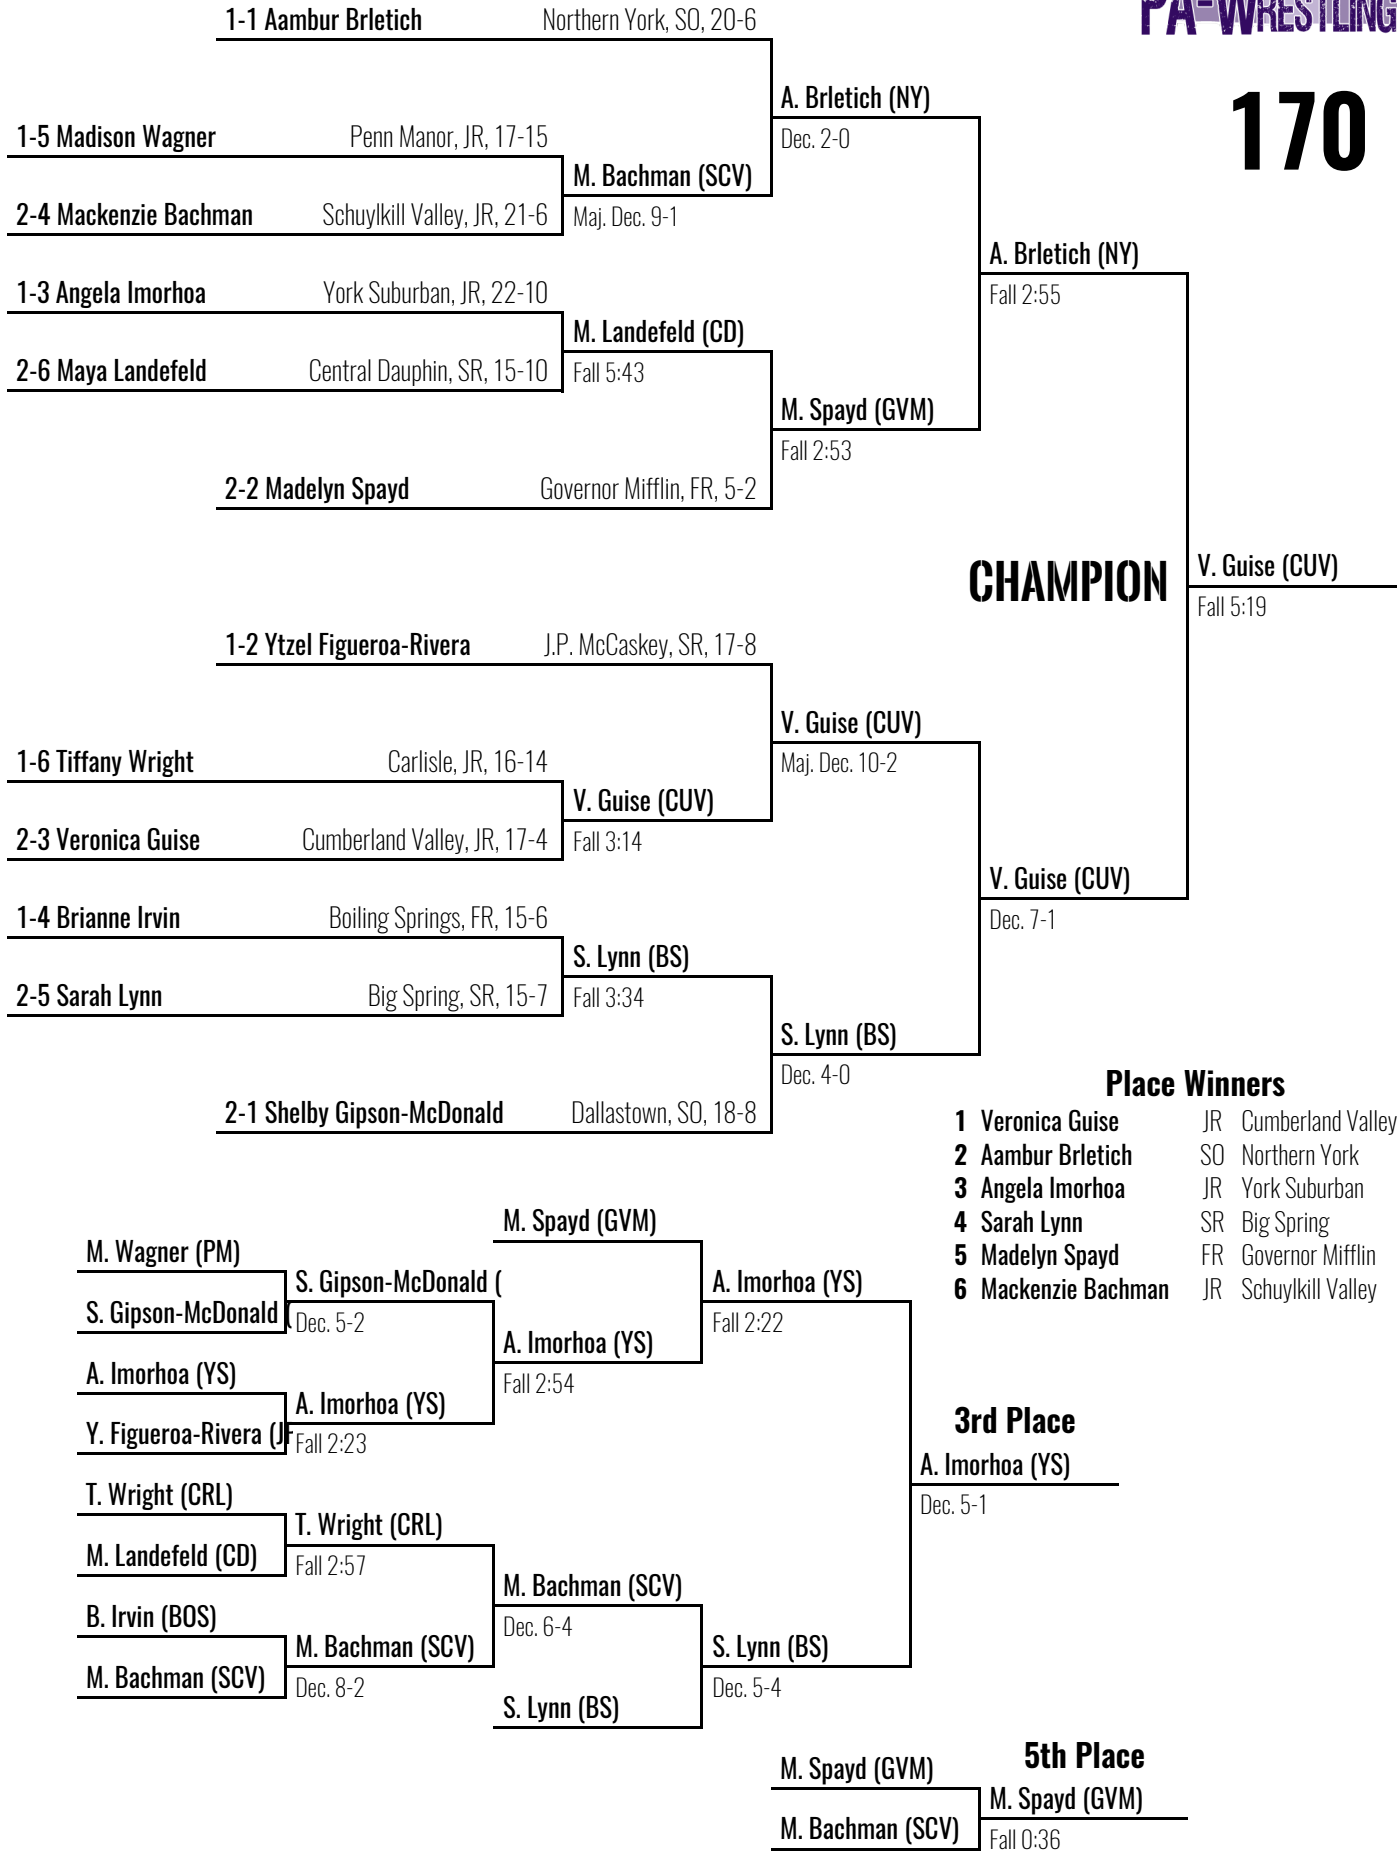 PA-WRESTLING
170
1-1 Aambur Brletich Northern York, SO, 20-6
A. Brletich (NY)
Dec. 2-0
1-5 Madison Wagner Penn Manor, JR, 17-15
M. Bachman (SCV)
Maj. Dec. 9-1
2-4 Mackenzie Bachman Schuylkill Valley, JR, 21-6
A. Brletich (NY)
Fall 2:55
1-3 Angela Imorhoa York Suburban, JR, 22-10
M. Landefeld (CD)
Fall 5:43
2-6 Maya Landefeld Central Dauphin, SR, 15-10
M. Spayd (GVM)
Fall 2:53
2-2 Madelyn Spayd Governor Mifflin, FR, 5-2
CHAMPION
V. Guise (CUV)
Fall 5:19
1-2 Ytzel Figueroa-Rivera J.P. McCaskey, SR, 17-8
V. Guise (CUV)
Maj. Dec. 10-2
1-6 Tiffany Wright Carlisle, JR, 16-14
V. Guise (CUV)
Fall 3:14
2-3 Veronica Guise Cumberland Valley, JR, 17-4
V. Guise (CUV)
Dec. 7-1
1-4 Brianne Irvin Boiling Springs, FR, 15-6
S. Lynn (BS)
Fall 3:34
2-5 Sarah Lynn Big Spring, SR, 15-7
S. Lynn (BS)
Dec. 4-0
2-1 Shelby Gipson-McDonald Dallastown, SO, 18-8
Place Winners
1 Veronica Guise JR Cumberland Valley
2 Aambur Brletich SO Northern York
3 Angela Imorhoa JR York Suburban
4 Sarah Lynn SR Big Spring
5 Madelyn Spayd FR Governor Mifflin
6 Mackenzie Bachman JR Schuylkill Valley
M. Spayd (GVM)
M. Wagner (PM)
S. Gipson-McDonald (
Dec. 5-2
S. Gipson-McDonald (
A. Imorhoa (YS)
Fall 2:22
A. Imorhoa (YS)
Fall 2:54
A. Imorhoa (YS)
A. Imorhoa (YS)
Fall 2:23
Y. Figueroa-Rivera (JF
3rd Place
A. Imorhoa (YS)
Dec. 5-1
T. Wright (CRL)
T. Wright (CRL)
Fall 2:57
M. Landefeld (CD)
M. Bachman (SCV)
Dec. 6-4
B. Irvin (BOS)
M. Bachman (SCV)
Dec. 8-2
M. Bachman (SCV)
S. Lynn (BS)
Dec. 5-4
S. Lynn (BS)
5th Place
M. Spayd (GVM)
M. Spayd (GVM)
Fall 0:36
M. Bachman (SCV)